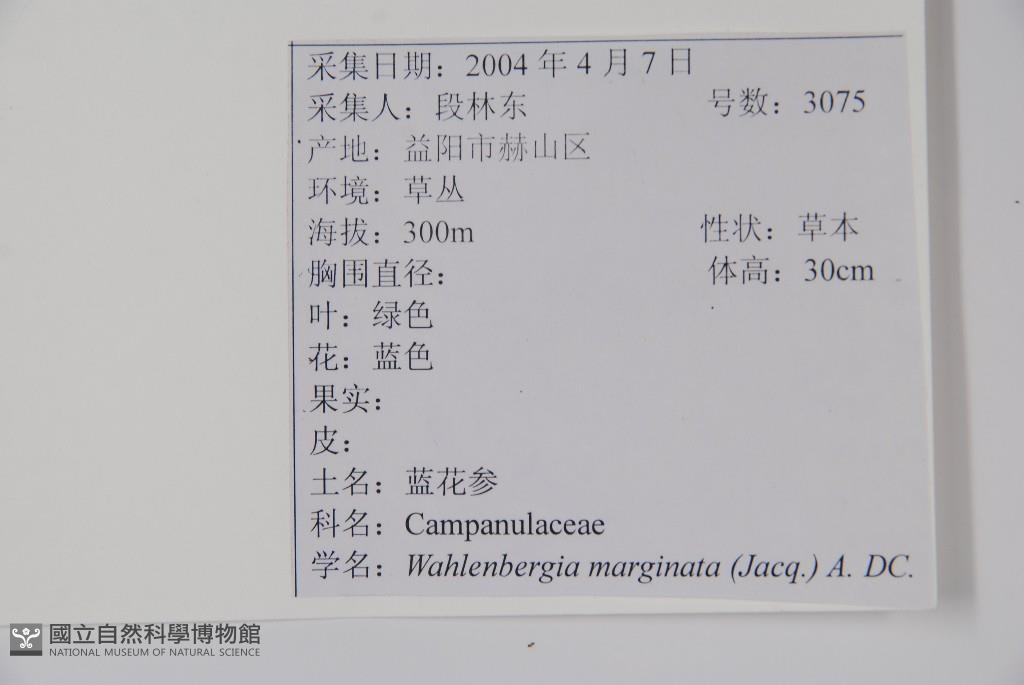 采集日期：2004 年 4 月 7 日
采集人：段林东 号数：3075
产地：益阳市赫山区
环境：草丛
海拔：300m 性状：草本
胸围直径： 体高：30cm
叶：绿色
花：蓝色
果实：
皮：
土名：蓝花参
科名：Campanulaceae
学名：Wahlenbergia marginata (Jacq.) A. DC.
國立自然科學博物館
NATIONAL MUSEUM OF NATURAL SCIENCE